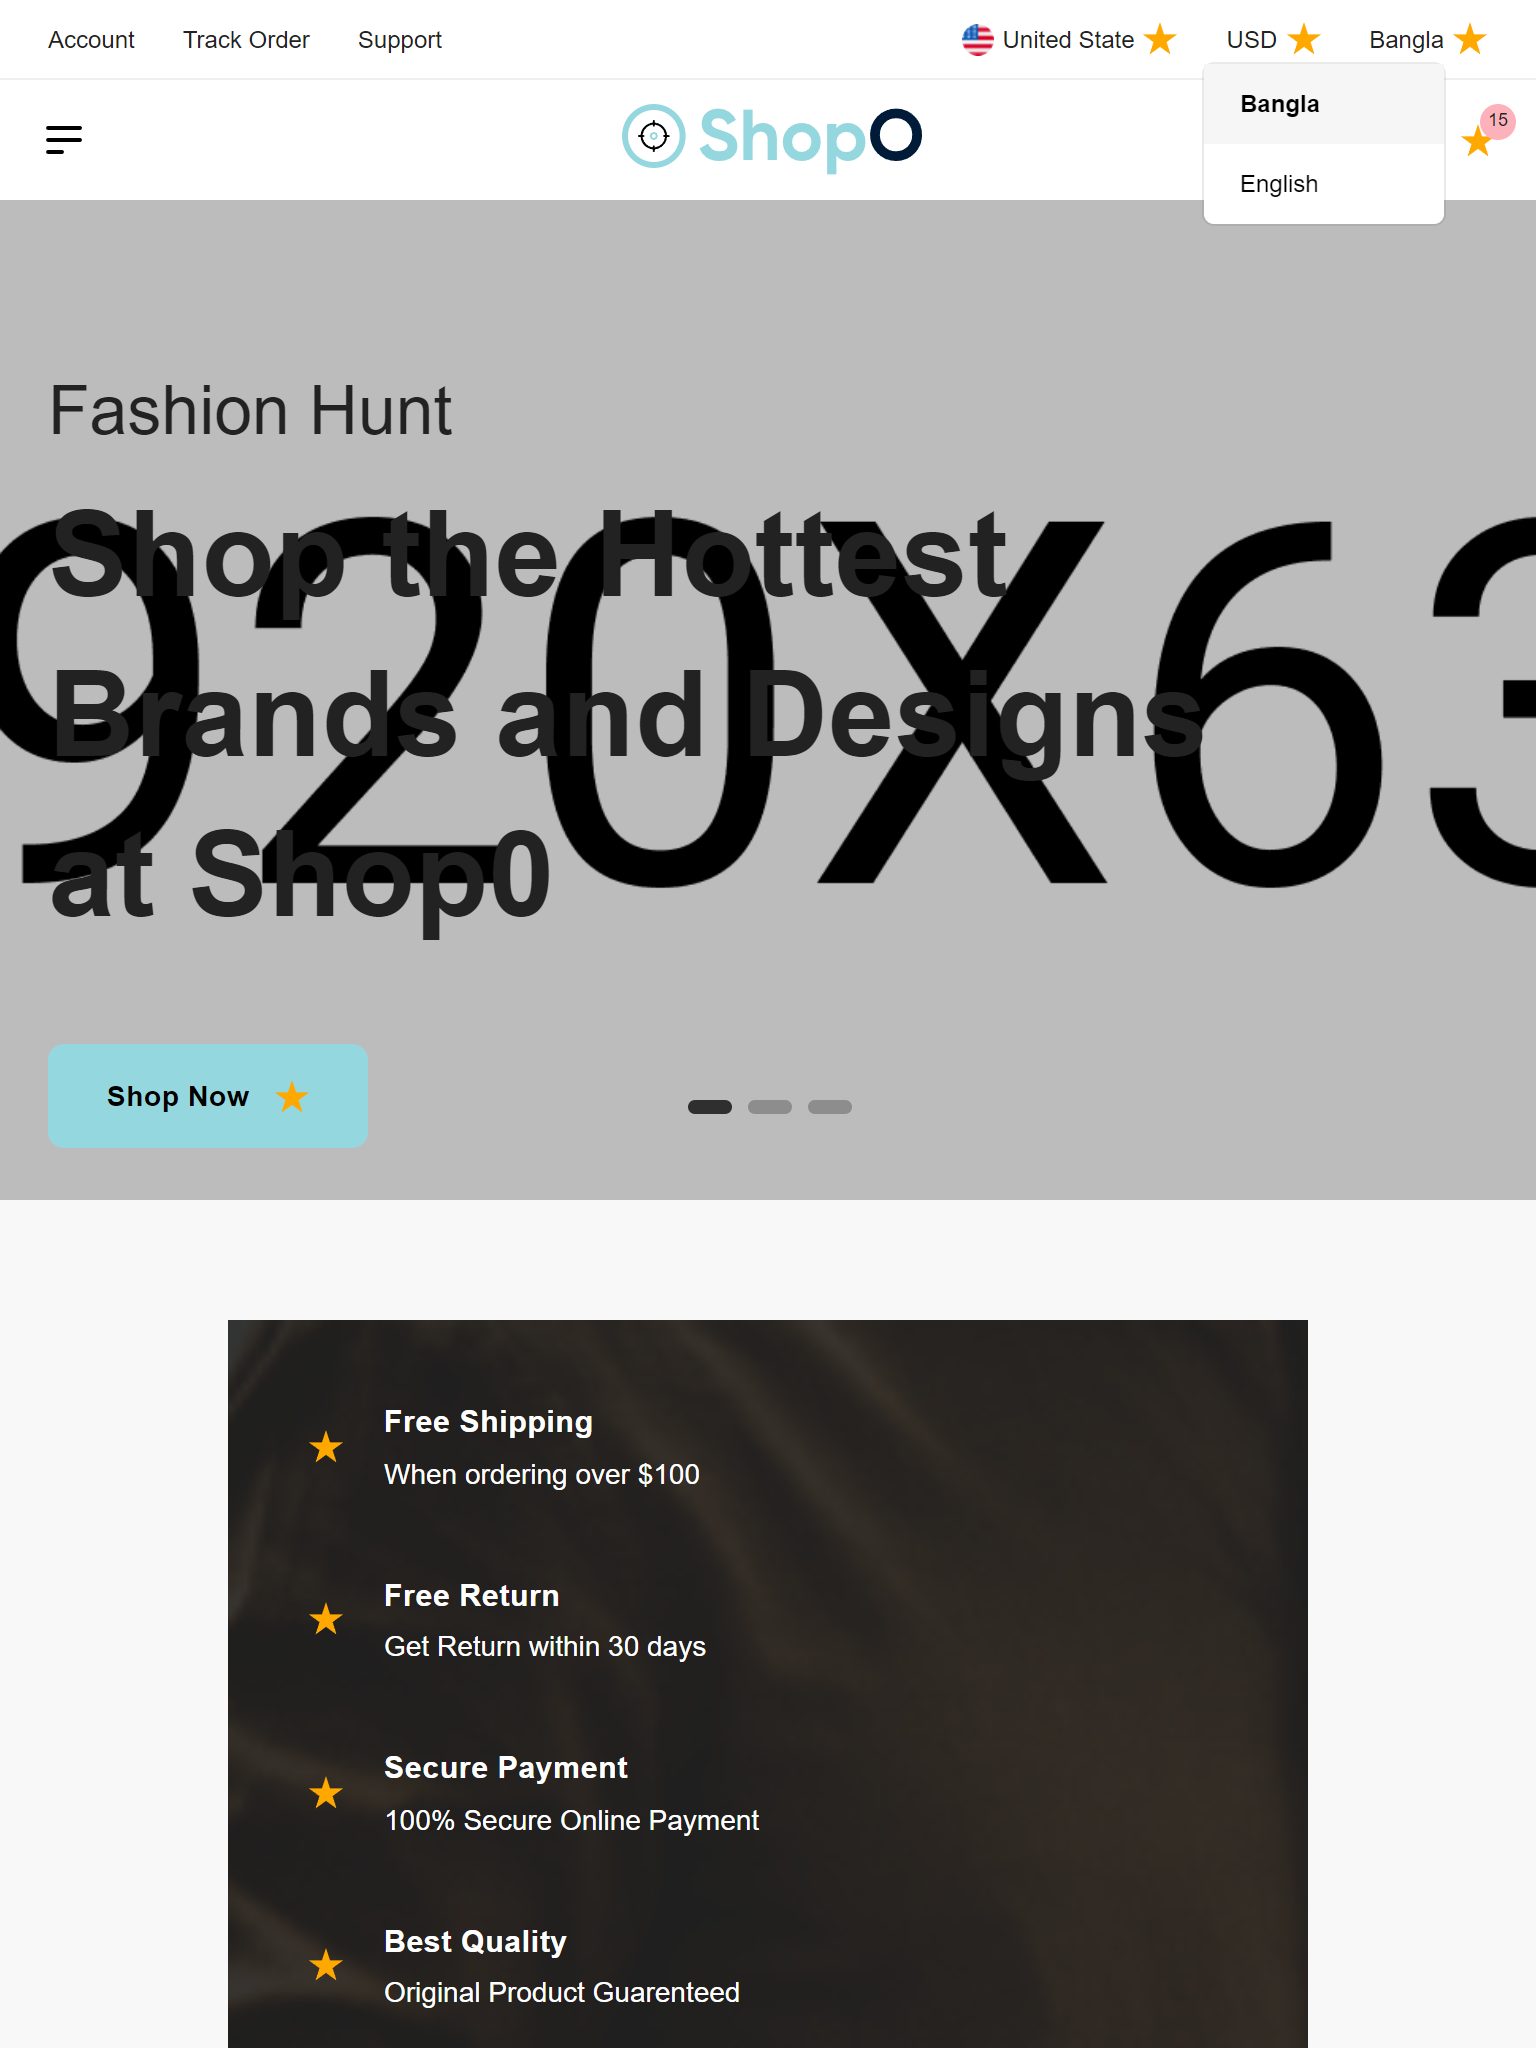 Account
Track Order
Support
United State
USD
Bangla
Bangla
English
ShopO
15
Fashion Hunt
Shop the Hottest
Brands and Designs
at Shop0
920X63
Shop Now
Free Shipping
When ordering over $100
Free Return
Get Return within 30 days
Secure Payment
100% Secure Online Payment
Best Quality
Original Product Guarenteed